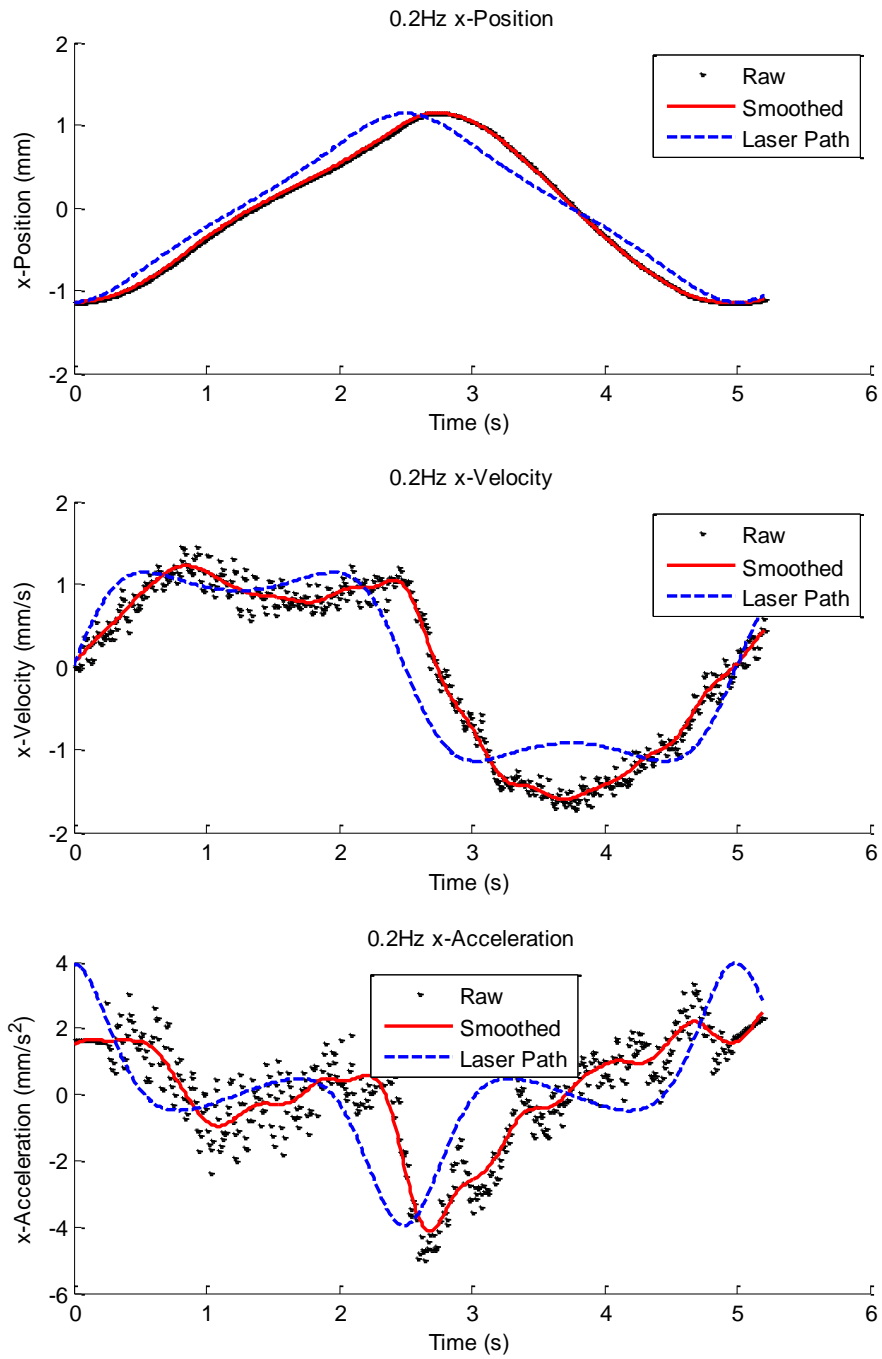 0.2Hz x-Position
2
1
0
-1
-2
x-Position (mm)
Raw
Smoothed
Laser Path
0 1 2 3 4 5 6
Time (s)
0.2Hz x-Velocity
2
1
0
-1
-2
x-Velocity (mm/s)
Raw
Smoothed
Laser Path
0 1 2 3 4 5 6
Time (s)
0.2Hz x-Acceleration
4
2
0
-2
-4
-6
x-Acceleration (mm/s²)
Raw
Smoothed
Laser Path
0 1 2 3 4 5 6
Time (s)